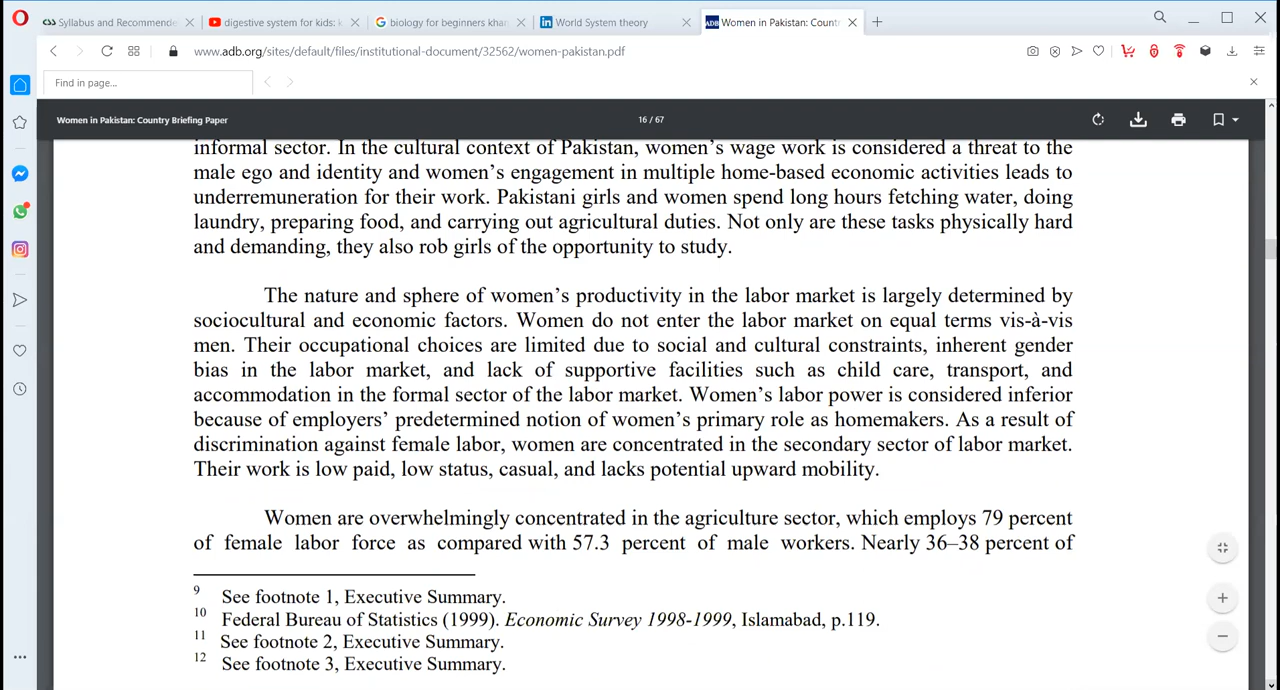 Syllabus and Recommende
digestive system for kids: k
biology for beginners khan
World System theory
ADB Women in Pakistan: Count
www.adb.org/sites/default/files/institutional-document/32562/women-pakistan.pdf
Find in page...
Women in Pakistan: Country Briefing Paper
16 / 67
informal sector. In the cultural context of Pakistan, women's wage work is considered a threat to the
male ego and identity and women's engagement in multiple home-based economic activities leads to
underremuneration for their work. Pakistani girls and women spend long hours fetching water, doing
laundry, preparing food, and carrying out agricultural duties. Not only are these tasks physically hard
and demanding, they also rob girls of the opportunity to study.
The nature and sphere of women's productivity in the labor market is largely determined by
sociocultural and economic factors. Women do not enter the labor market on equal terms vis-à-vis
men. Their occupational choices are limited due to social and cultural constraints, inherent gender
bias in the labor market, and lack of supportive facilities such as child care, transport, and
accommodation in the formal sector of the labor market. Women's labor power is considered inferior
because of employers' predetermined notion of women's primary role as homemakers. As a result of
discrimination against female labor, women are concentrated in the secondary sector of labor market.
Their work is low paid, low status, casual, and lacks potential upward mobility.
Women are overwhelmingly concentrated in the agriculture sector, which employs 79 percent
of female labor force as compared with 57.3 percent of male workers. Nearly 36–38 percent of
9 See footnote 1, Executive Summary.
10 Federal Bureau of Statistics (1999). Economic Survey 1998-1999, Islamabad, p.119.
11 See footnote 2, Executive Summary.
12 See footnote 3, Executive Summary.